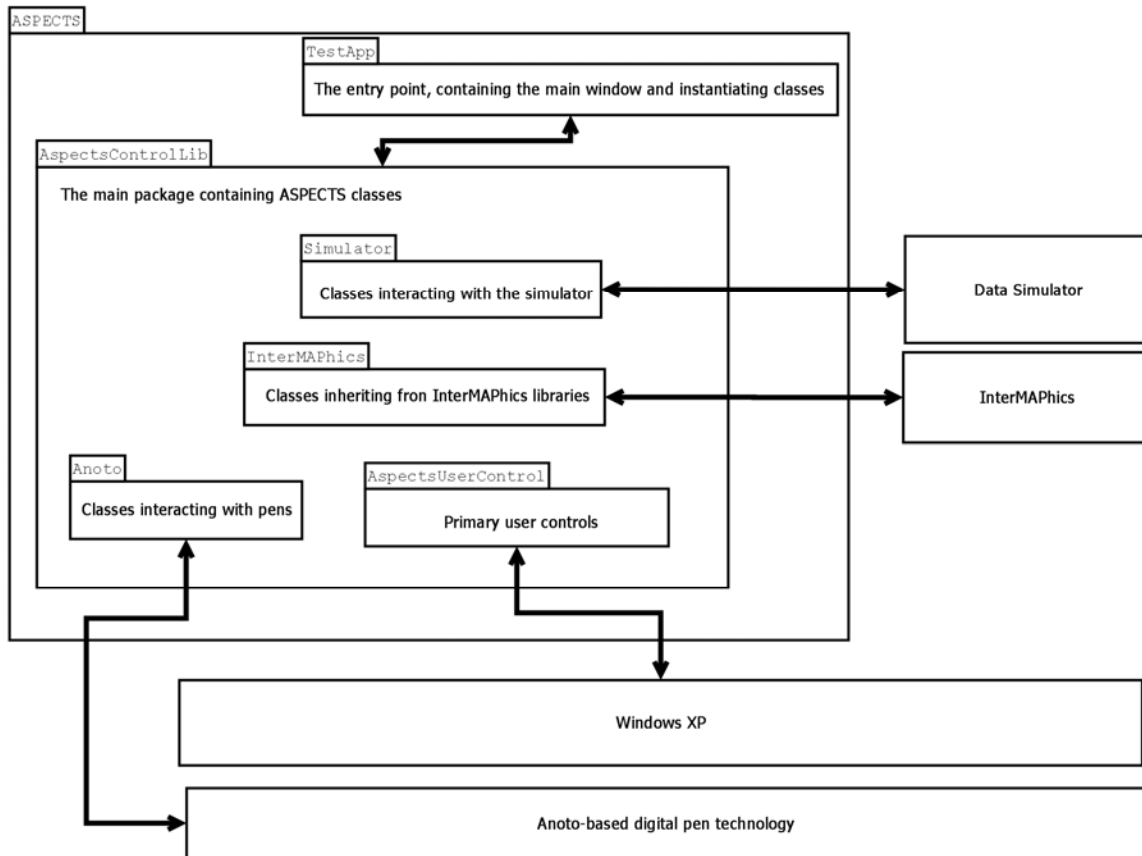 ASPECTS
TestApp
The entry point, containing the main window and instantiating classes
AspectsControlLib
The main package containing ASPECTS classes
Simulator
Classes interacting with the simulator
Data Simulator
InterMAPhics
Classes inheriting fron InterMAPhics libraries
InterMAPhics
Anoto
Classes interacting with pens
AspectsUserControl
Primary user controls
Windows XP
Anoto-based digital pen technology